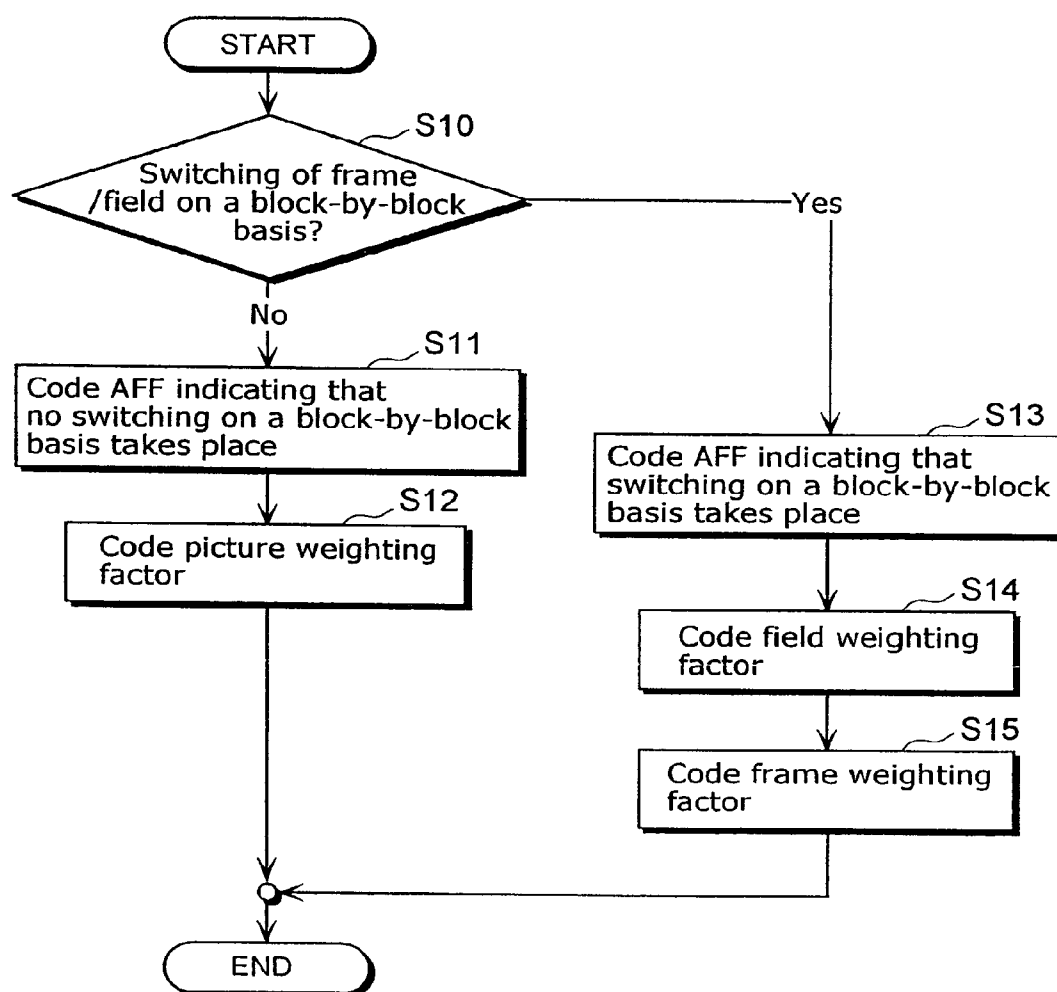 START
S10
Switching of frame
/field on a block-by-block
basis?
Yes
No
S11
Code AFF indicating that
no switching on a block-by-block
basis takes place
S13
Code AFF indicating that
switching on a block-by-block
basis takes place
S12
Code picture weighting
factor
S14
Code field weighting
factor
S15
Code frame weighting
factor
END